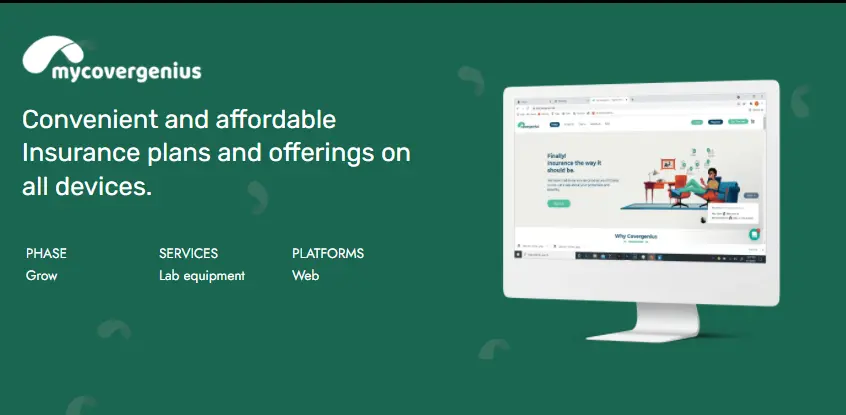 mycovergenius
Convenient and affordable
Insurance plans and offerings on
all devices.
PHASE
SERVICES
PLATFORMS
Grow
Lab equipment
Web
Finally!
insurance the way it
should be.
Why Covergenius